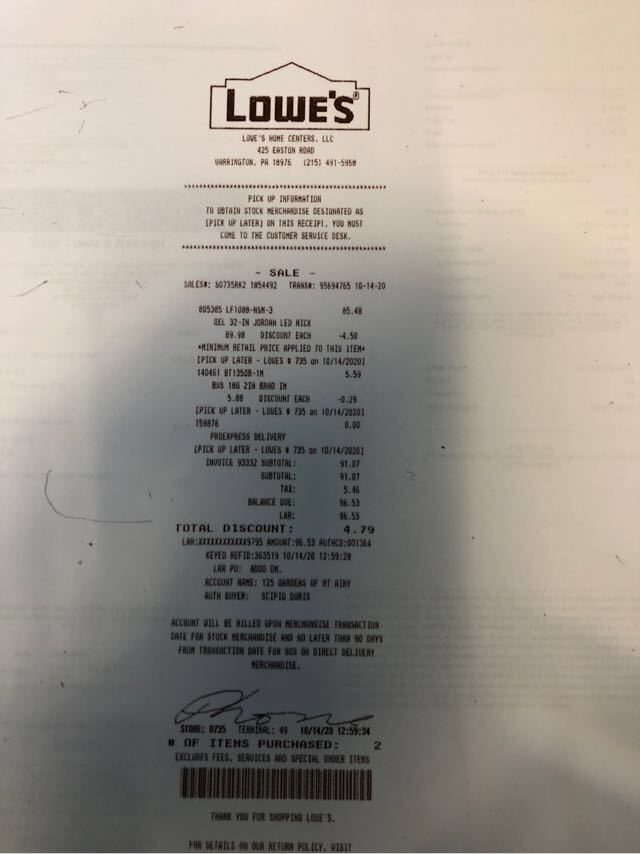 LOWE'S®
LOWE'S HOME CENTERS, LLC
425 EASTON ROAD
WARRINGTON, PA 18976 (215) 491-5968
PICK UP INFORMATION
TO OBTAIN STOCK MERCHANDISE DESIGNATED AS
[PICK UP LATER] ON THIS RECEIPT, YOU MUST
COME TO THE CUSTOMER SERVICE DESK.
- SALE -
SALES#: SO735RK2 1854492 TRANS#: 95694765 10-14-20
805385 LF1088-NSN-3 85.48
OEL 32-IN JORDAN LED NICK
89.98 DISCOUNT EACH -4.50
*MINIMUM RETAIL PRICE APPLIED TO THIS ITEM*
[PICK UP LATER - LOWES # 735 on 10/14/2020]
140461 BT1350B-1M 5.59
BOS 18G 2IN BRAD 1M
5.88 DISCOUNT EACH -0.29
[PICK UP LATER - LOWES # 735 on 10/14/2020]
159876 0.00
PROEXPRESS DELIVERY
[PICK UP LATER - LOWES # 735 on 10/14/2020]
INVOICE 93332 SUBTOTAL: 91.07
SUBTOTAL: 91.07
TAX: 5.46
BALANCE DUE: 96.53
LAR: 96.53
TOTAL DISCOUNT: 4.79
LAR:XXXXXXXXXXXX9795 AMOUNT:96.53 AUTHCD:001364
KEYED REFID:363519 10/14/20 12:59:28
LAR PO: ADDO ON.
ACCOUNT NAME: 125 GARDENS OF MT AIRY
AUTH BUYER: SCIPIO DORIS
ACCOUNT WILL BE BILLED UPON MERCHANDISE TRANSACTION
DATE FOR STOCK MERCHANDISE AND NO LATER THAN 90 DAYS
FROM TRANSACTION DATE FOR SOS OR DIRECT DELIVERY
MERCHANDISE.
STORE: 0735 TERMINAL: 49 10/14/20 12:59:34
# OF ITEMS PURCHASED: 2
EXCLUDES FEES, SERVICES AND SPECIAL ORDER ITEMS
THANK YOU FOR SHOPPING LOWE'S.
FOR DETAILS ON OUR RETURN POLICY, VISIT